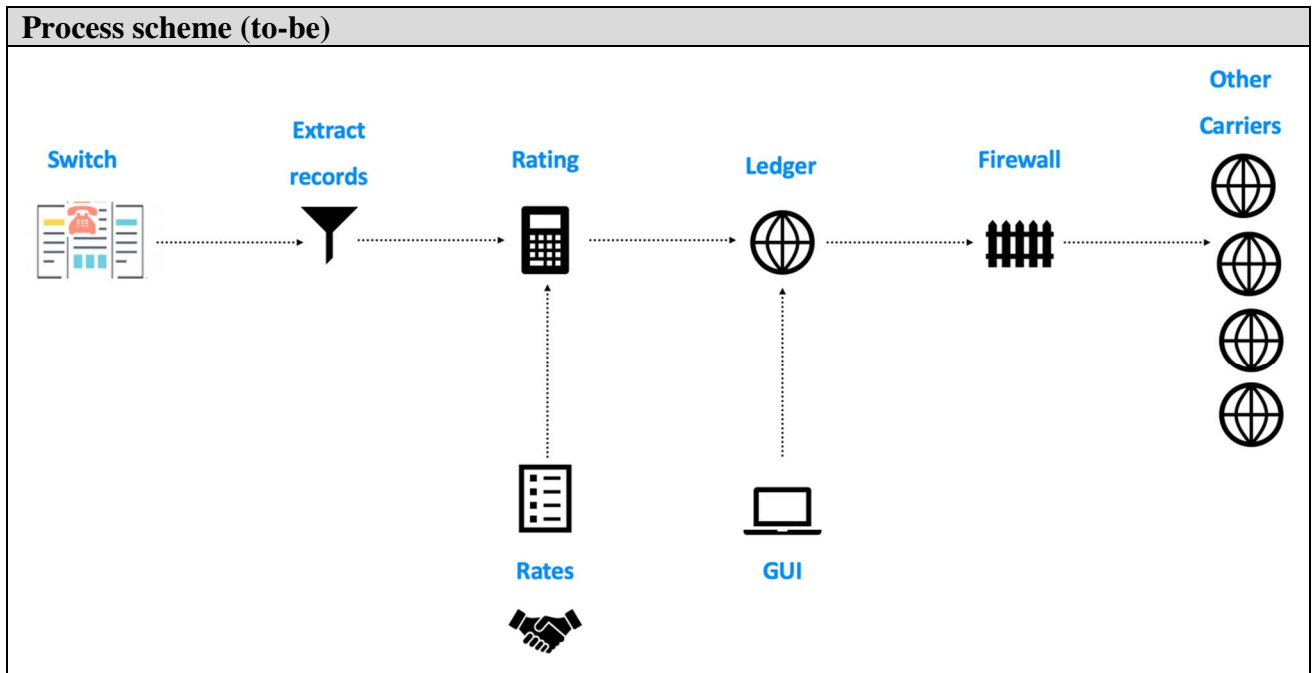 Process scheme (to-be)
Other
Carriers
Extract
records
Switch
Rating
Ledger
Firewall
Rates
GUI